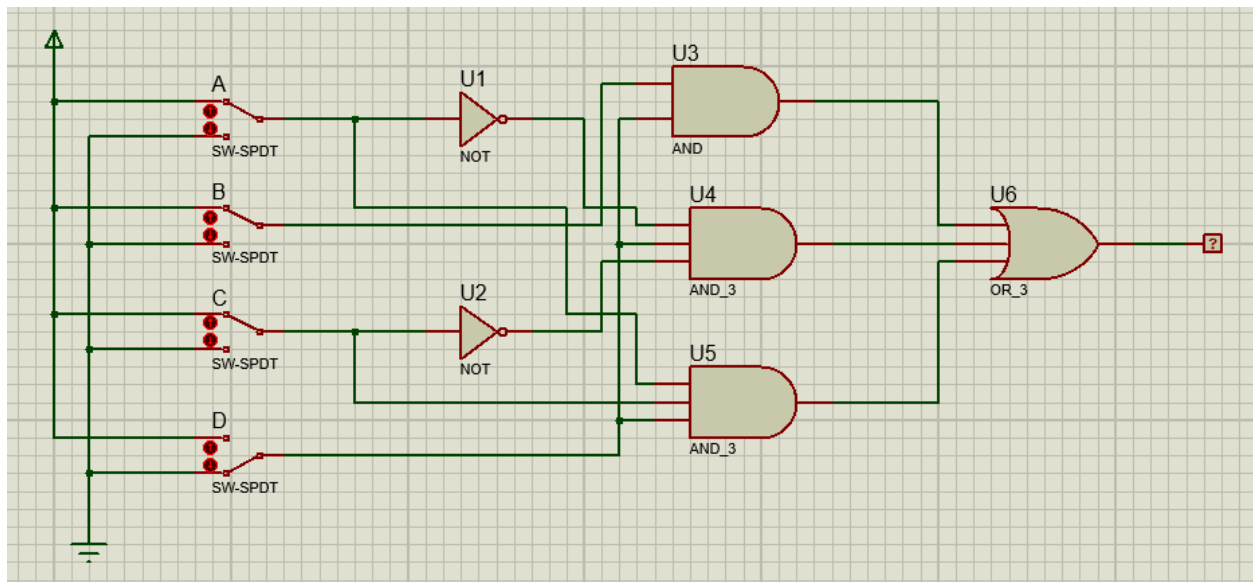 A
SW-SPDT
B
SW-SPDT
C
SW-SPDT
D
SW-SPDT
U1
NOT
U2
NOT
U3
AND
U4
AND_3
U5
AND_3
U6
OR_3
?